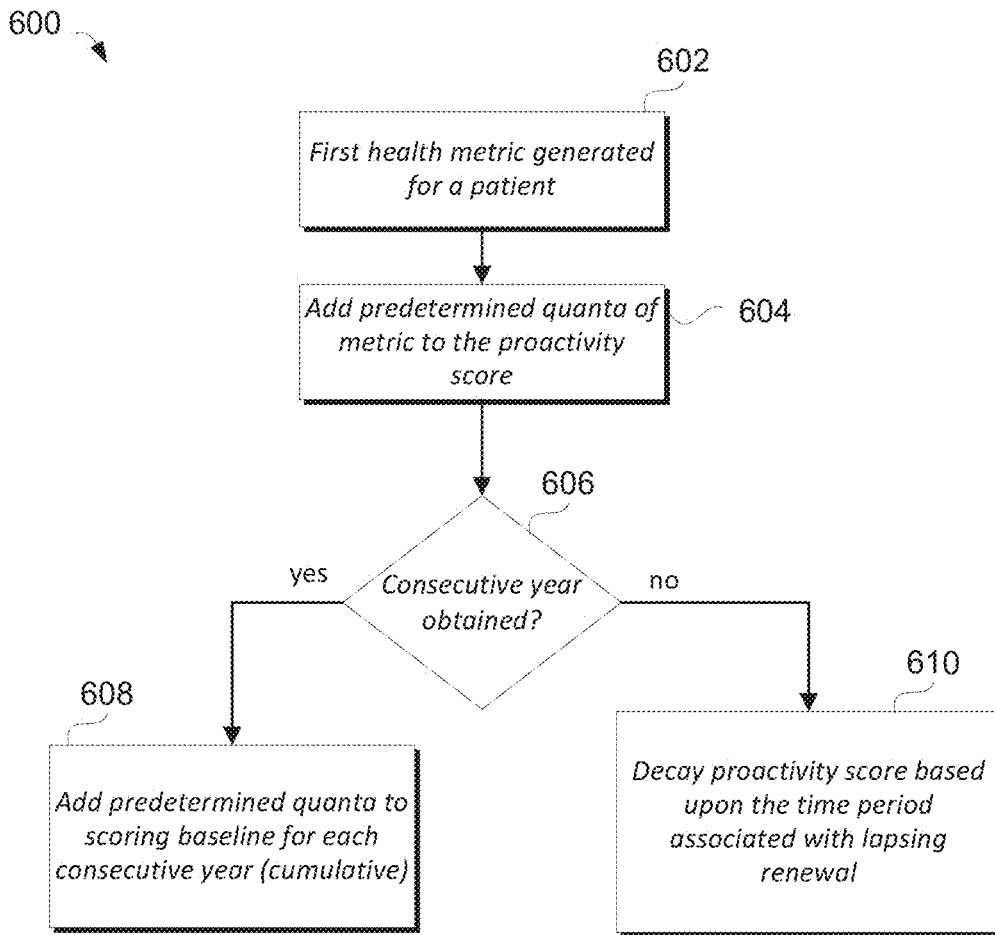 600
602
First health metric generated
for a patient
Add predetermined quanta of
metric to the proactivity
score
604
606
Consecutive year
obtained?
yes
no
608
Add predetermined quanta to
scoring baseline for each
consecutive year (cumulative)
610
Decay proactivity score based
upon the time period
associated with lapsing
renewal